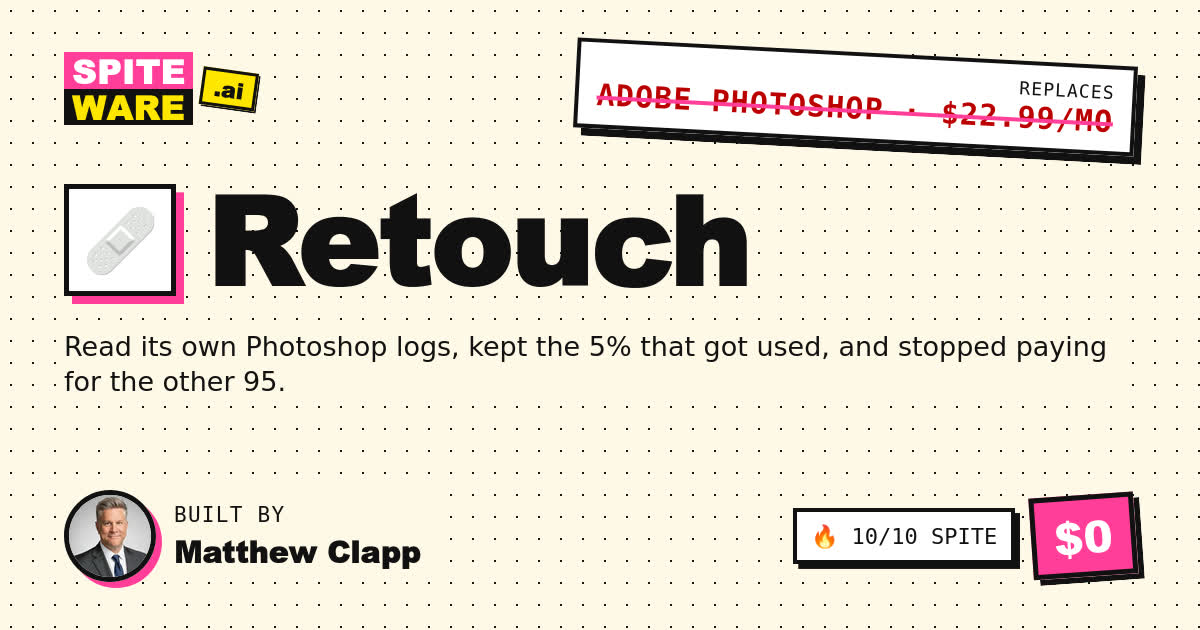 SPITE
WARE
.ai
REPLACES
ADOBE PHOTOSHOP · $22.99/MO
Retouch
Read its own Photoshop logs, kept the 5% that got used, and stopped paying
for the other 95.
BUILT BY
Matthew Clapp
🔥 10/10 SPITE
$0